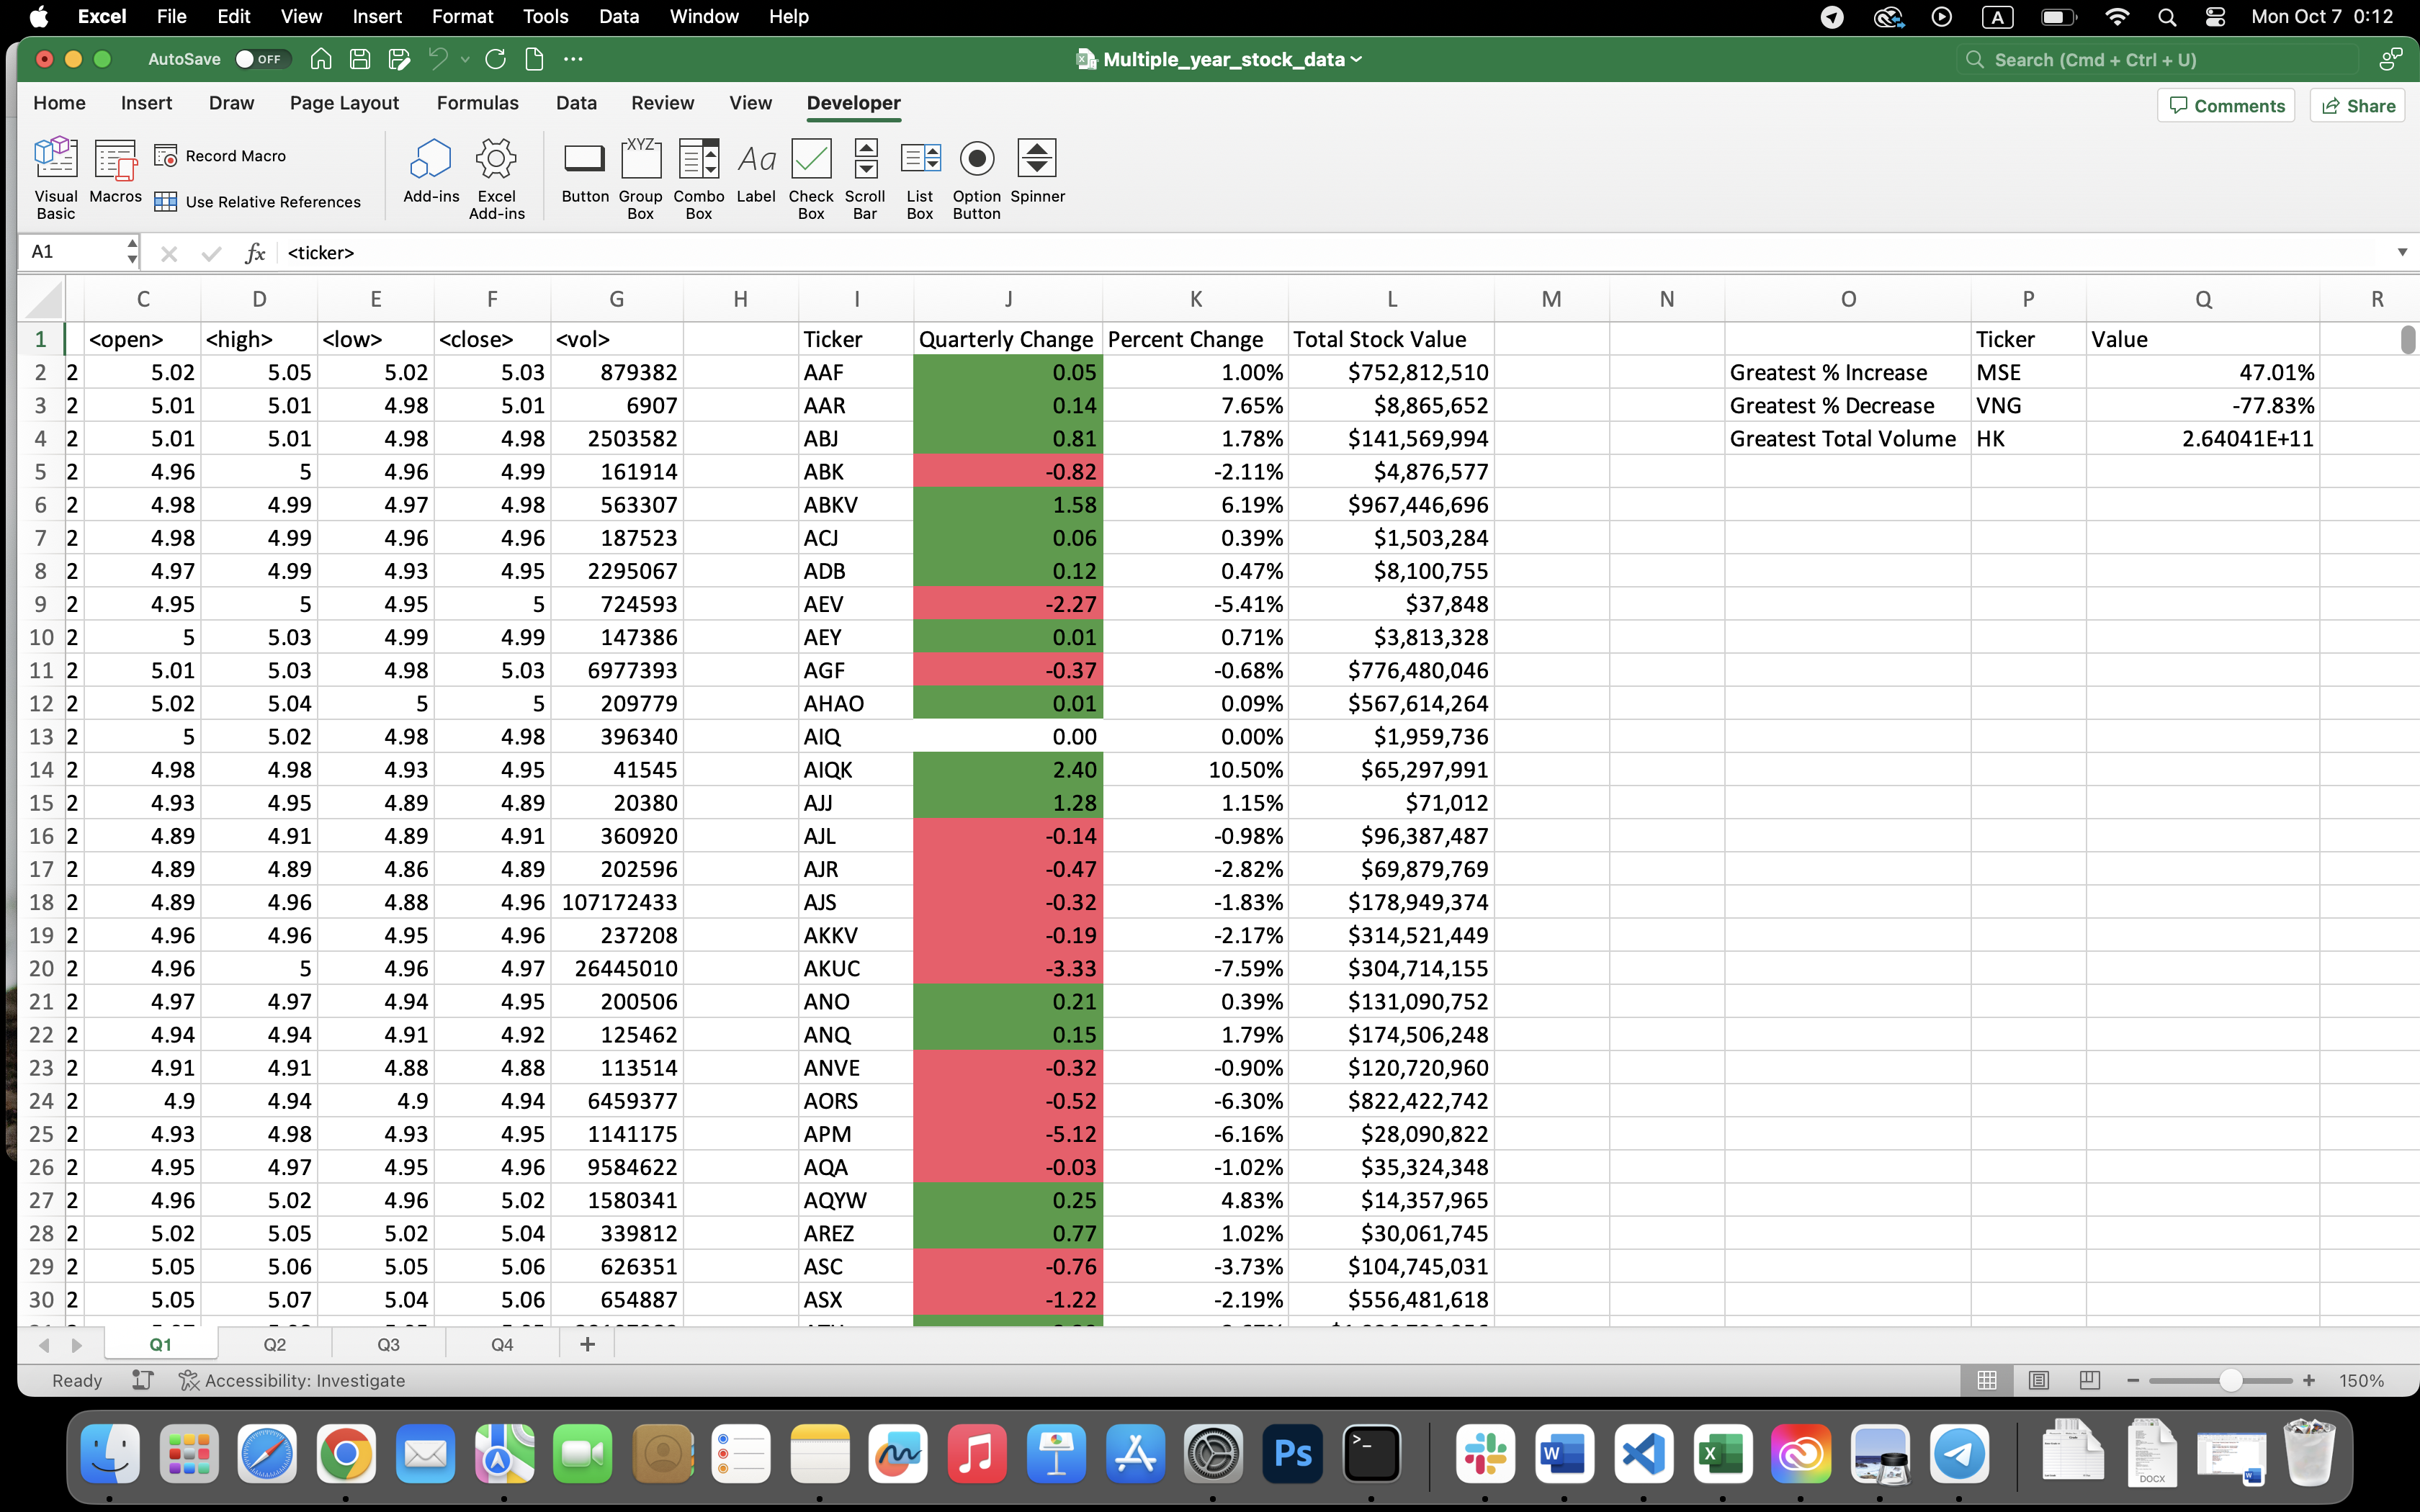 Excel File Edit View Insert Format Tools Data Window Help A Mon Oct 7 0:12
AutoSave OFF Multiple_year_stock_data Search (Cmd + Ctrl + U)
Home Insert Draw Page Layout Formulas Data Review View Developer Comments Share
Visual Basic Macros Record Macro Use Relative References Add-ins Excel Add-ins XYZ Aa Button Group Box Combo Box Label Check Box Scroll Bar List Box Option Button Spinner
A1 fx <ticker>
C D E F G H I J K L M N O P Q R
1 <open> <high> <low> <close> <vol> Ticker Quarterly Change Percent Change Total Stock Value Ticker Value
2 2 5.02 5.05 5.02 5.03 879382 AAF 0.05 1.00% $752,812,510 Greatest % Increase MSE 47.01%
3 2 5.01 5.01 4.98 5.01 6907 AAR 0.14 7.65% $8,865,652 Greatest % Decrease VNG -77.83%
4 2 5.01 5.01 4.98 4.98 2503582 ABJ 0.81 1.78% $141,569,994 Greatest Total Volume HK 2.64041E+11
5 2 4.96 5 4.96 4.99 161914 ABK -0.82 -2.11% $4,876,577
6 2 4.98 4.99 4.97 4.98 563307 ABKV 1.58 6.19% $967,446,696
7 2 4.98 4.99 4.96 4.96 187523 ACJ 0.06 0.39% $1,503,284
8 2 4.97 4.99 4.93 4.95 2295067 ADB 0.12 0.47% $8,100,755
9 2 4.95 5 4.95 5 724593 AEV -2.27 -5.41% $37,848
10 2 5 5.03 4.99 4.99 147386 AEY 0.01 0.71% $3,813,328
11 2 5.01 5.03 4.98 5.03 6977393 AGF -0.37 -0.68% $776,480,046
12 2 5.02 5.04 5 5 209779 AHAO 0.01 0.09% $567,614,264
13 2 5 5.02 4.98 4.98 396340 AIQ 0.00 0.00% $1,959,736
14 2 4.98 4.98 4.93 4.95 41545 AIQK 2.40 10.50% $65,297,991
15 2 4.93 4.95 4.89 4.89 20380 AJJ 1.28 1.15% $71,012
16 2 4.89 4.91 4.89 4.91 360920 AJL -0.14 -0.98% $96,387,487
17 2 4.89 4.89 4.86 4.89 202596 AJR -0.47 -2.82% $69,879,769
18 2 4.89 4.96 4.88 4.96 107172433 AJS -0.32 -1.83% $178,949,374
19 2 4.96 4.96 4.95 4.96 237208 AKKV -0.19 -2.17% $314,521,449
20 2 4.96 5 4.96 4.97 26445010 AKUC -3.33 -7.59% $304,714,155
21 2 4.97 4.97 4.94 4.95 200506 ANO 0.21 0.39% $131,090,752
22 2 4.94 4.94 4.91 4.92 125462 ANQ 0.15 1.79% $174,506,248
23 2 4.91 4.91 4.88 4.88 113514 ANVE -0.32 -0.90% $120,720,960
24 2 4.9 4.94 4.9 4.94 6459377 AORS -0.52 -6.30% $822,422,742
25 2 4.93 4.98 4.93 4.95 1141175 APM -5.12 -6.16% $28,090,822
26 2 4.95 4.97 4.95 4.96 9584622 AQA -0.03 -1.02% $35,324,348
27 2 4.96 5.02 4.96 5.02 1580341 AQYW 0.25 4.83% $14,357,965
28 2 5.02 5.05 5.02 5.04 339812 AREZ 0.77 1.02% $30,061,745
29 2 5.05 5.06 5.05 5.06 626351 ASC -0.76 -3.73% $104,745,031
30 2 5.05 5.07 5.04 5.06 654887 ASX -1.22 -2.19% $556,481,618
Q1 Q2 Q3 Q4 +
Ready Accessibility: Investigate 150%
Ps >_ W X DOCX W